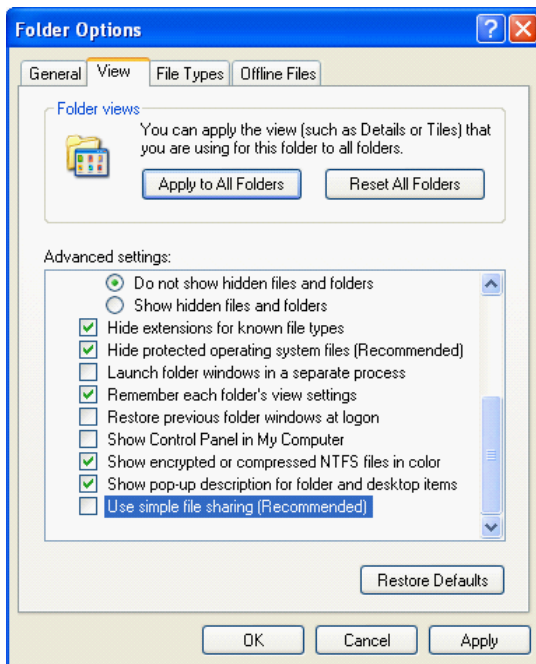 Folder Options
General View File Types Offline Files
Folder views
You can apply the view (such as Details or Tiles) that
you are using for this folder to all folders.
Apply to All Folders Reset All Folders
Advanced settings:
Do not show hidden files and folders
Show hidden files and folders
Hide extensions for known file types
Hide protected operating system files (Recommended)
Launch folder windows in a separate process
Remember each folder's view settings
Restore previous folder windows at logon
Show Control Panel in My Computer
Show encrypted or compressed NTFS files in color
Show pop-up description for folder and desktop items
Use simple file sharing (Recommended)
Restore Defaults
OK Cancel Apply